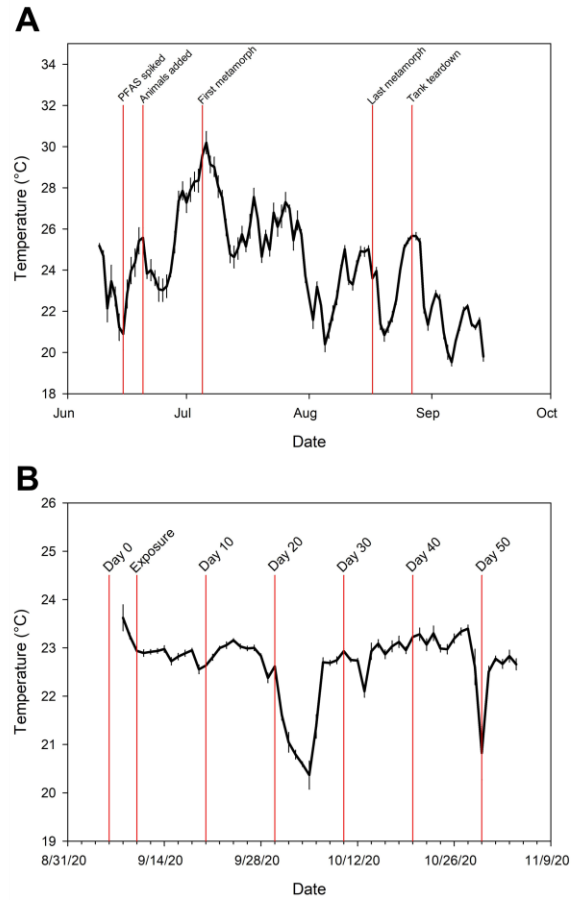 A
PFAS spiked
Animals added
First metamorph
Last metamorph
Tank teardown
34
32
30
28
26
24
22
20
18
Temperature (°C)
Jun
Jul
Aug
Sep
Oct
Date
B
Day 0
Exposure
Day 10
Day 20
Day 30
Day 40
Day 50
26
25
24
23
22
21
20
19
Temperature (°C)
8/31/20
9/14/20
9/28/20
10/12/20
10/26/20
11/9/20
Date